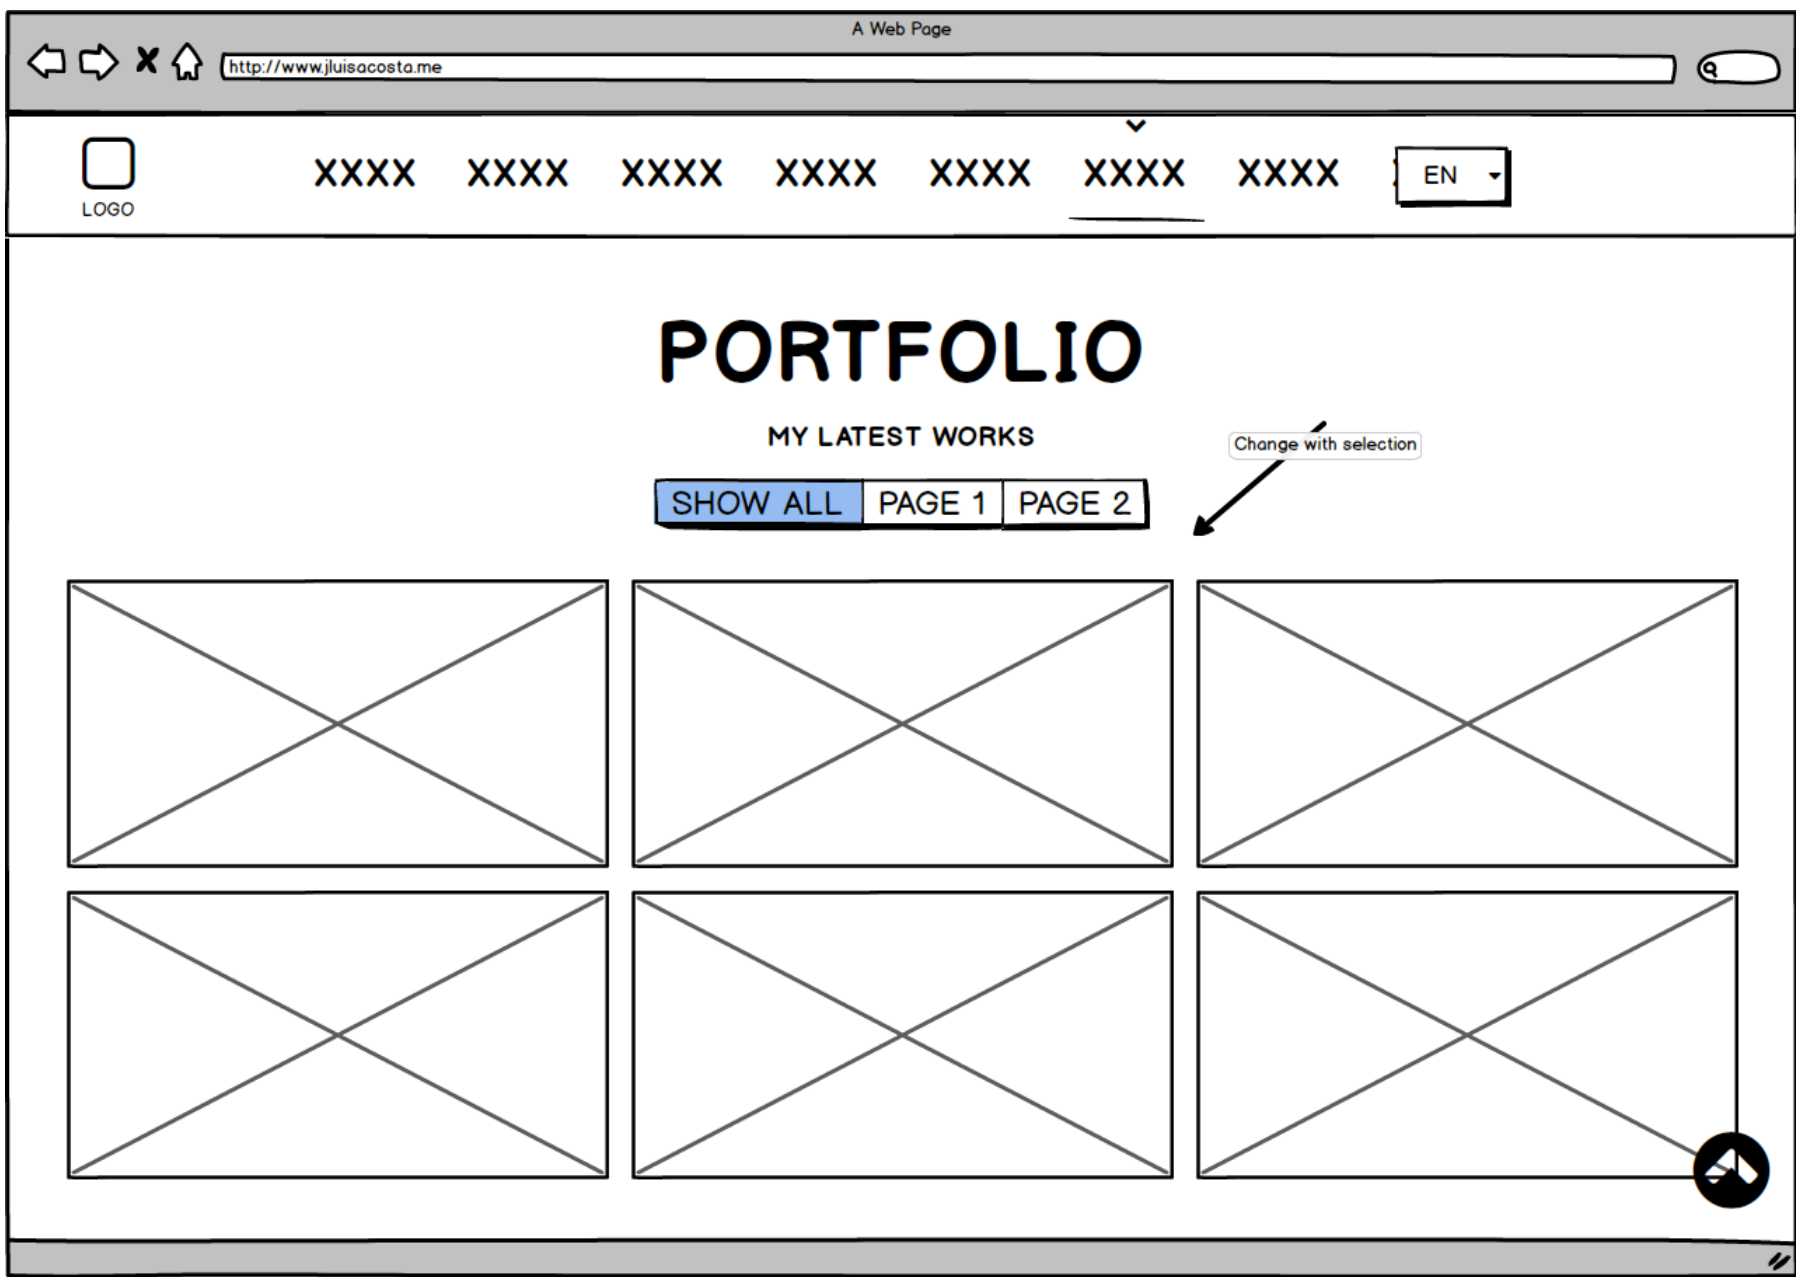 A Web Page
http://www.jluisacosta.me
XXXX XXXX XXXX XXXX XXXX XXXX XXXX EN
LOGO
PORTFOLIO
MY LATEST WORKS
Change with selection
SHOW ALL PAGE 1 PAGE 2